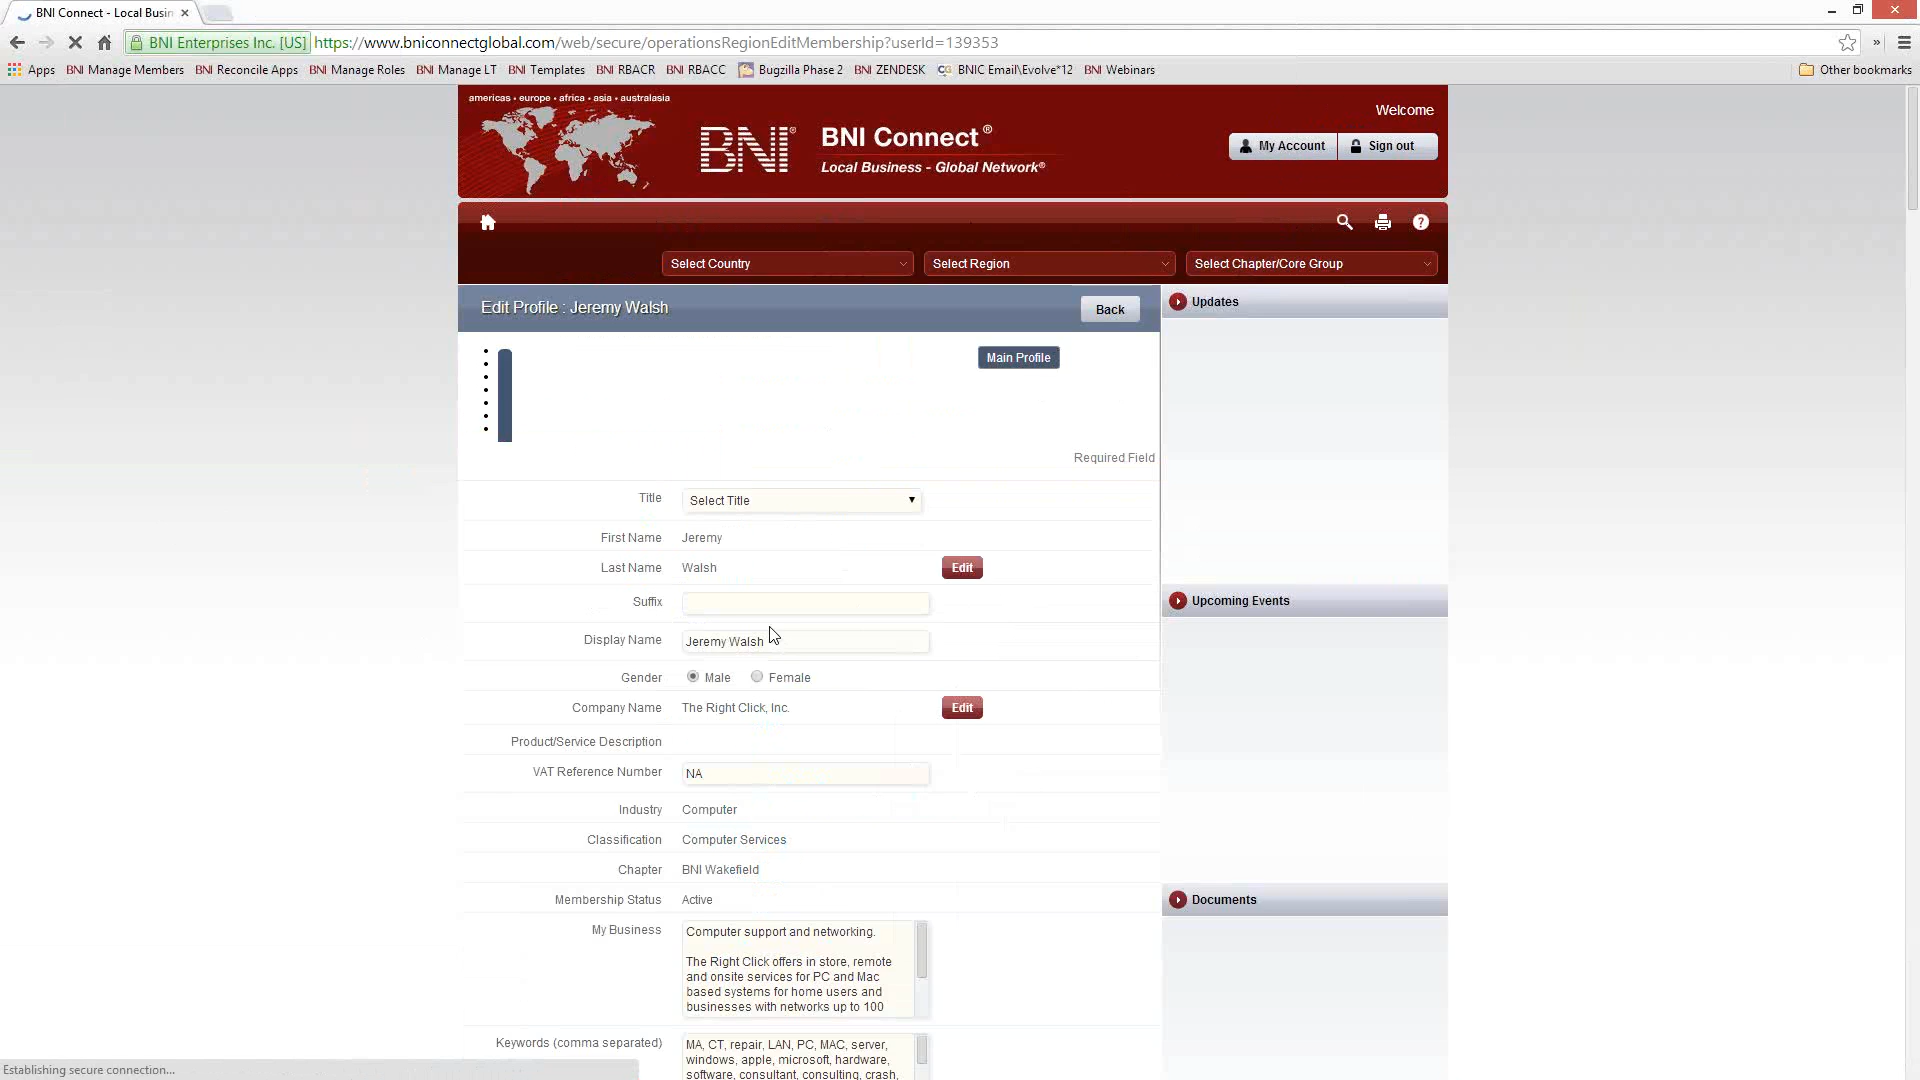 BNI Connect - Local Busin
BNI Enterprises Inc. [US] https://www.bniconnectglobal.com/web/secure/operationsRegionEditMembership?userId=139353
Apps BNI Manage Members BNI Reconcile Apps BNI Manage Roles BNI Manage LT BNI Templates BNI RBACR BNI RBACC Bugzilla Phase 2 BNI ZENDESK CG BNIC Email\Evolve*12 BNI Webinars Other bookmarks
americas • europe • africa • asia • australasia
Welcome
BNI® BNI Connect®
Local Business - Global Network®
My Account Sign out
Select Country Select Region Select Chapter/Core Group
Edit Profile : Jeremy Walsh Back
Updates
Main Profile
Required Field
Title Select Title
First Name Jeremy
Last Name Walsh Edit
Suffix
Upcoming Events
Display Name Jeremy Walsh
Gender Male Female
Company Name The Right Click, Inc. Edit
Product/Service Description
VAT Reference Number NA
Industry Computer
Classification Computer Services
Chapter BNI Wakefield
Membership Status Active
Documents
My Business Computer support and networking.
The Right Click offers in store, remote
and onsite services for PC and Mac
based systems for home users and
businesses with networks up to 100
Keywords (comma separated) MA, CT, repair, LAN, PC, MAC, server,
windows, apple, microsoft, hardware,
software, consultant, consulting, crash,
Establishing secure connection...